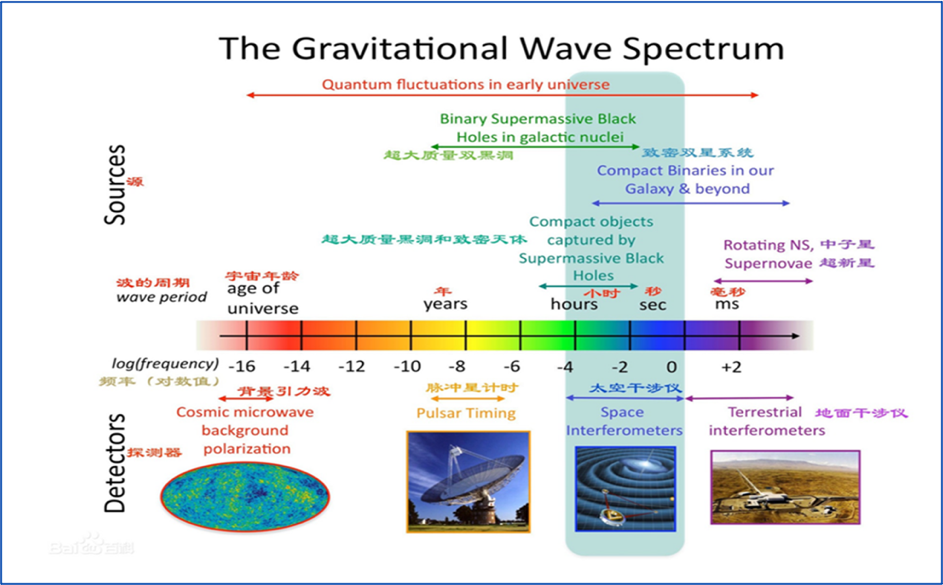 The Gravitational Wave Spectrum
Quantum fluctuations in early universe
Binary Supermassive Black
Holes in galactic nuclei
超大质量双黑洞
致密双星系统
Compact Binaries in our
Galaxy & beyond
Sources
源
Compact objects
captured by
Supermassive Black
Holes
超大质量黑洞和致密天体
Rotating NS, 中子星
Supernovae 超新星
波的周期
wave period
宇宙年龄
age of
universe
年
years
小时
hours
秒
sec
毫秒
ms
log(frequency) -16 -14 -12 -10 -8 -6 -4 -2 0 +2
频率（对数值）
Detectors
探测器
背景引力波
Cosmic microwave
background
polarization
脉冲星计时
Pulsar Timing
太空干涉仪
Space
Interferometers
Terrestrial 地面干涉仪
interferometers
Baidu百科